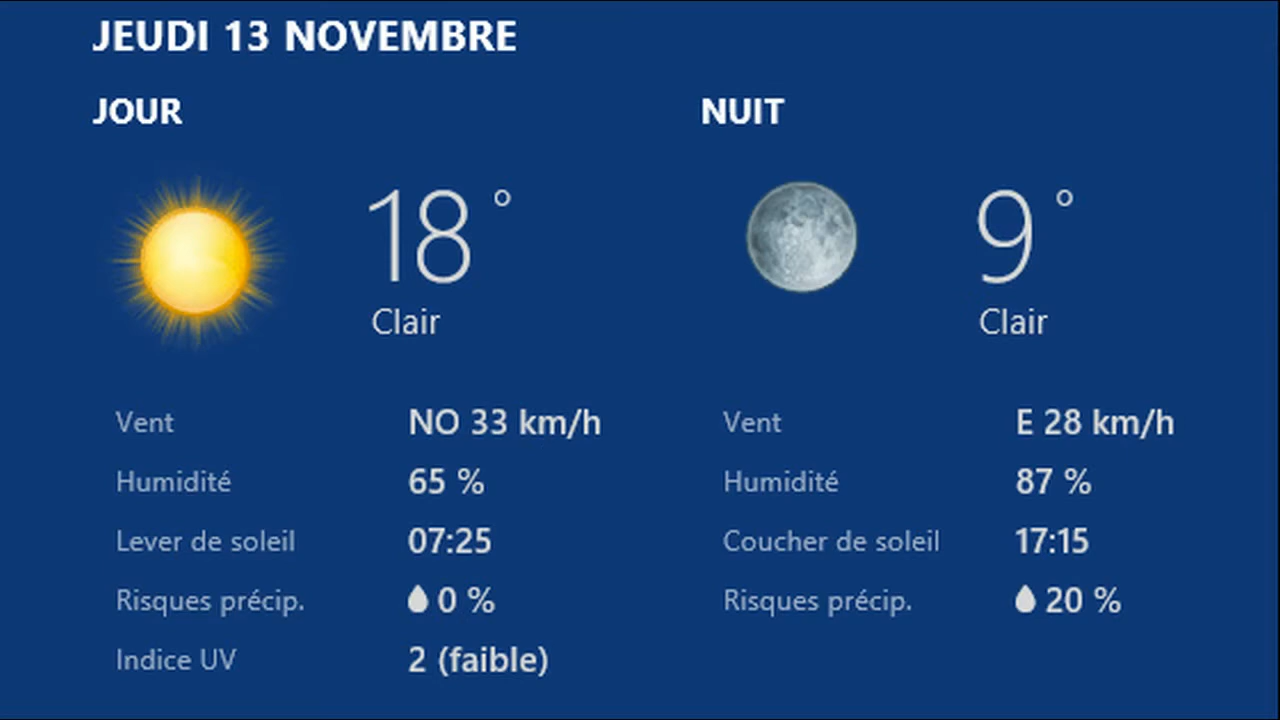 JEUDI 13 NOVEMBRE
JOUR
18°
Clair
Vent NO 33 km/h
Humidité 65 %
Lever de soleil 07:25
Risques précip. 0 %
Indice UV 2 (faible)
NUIT
9°
Clair
Vent E 28 km/h
Humidité 87 %
Coucher de soleil 17:15
Risques précip. 20 %